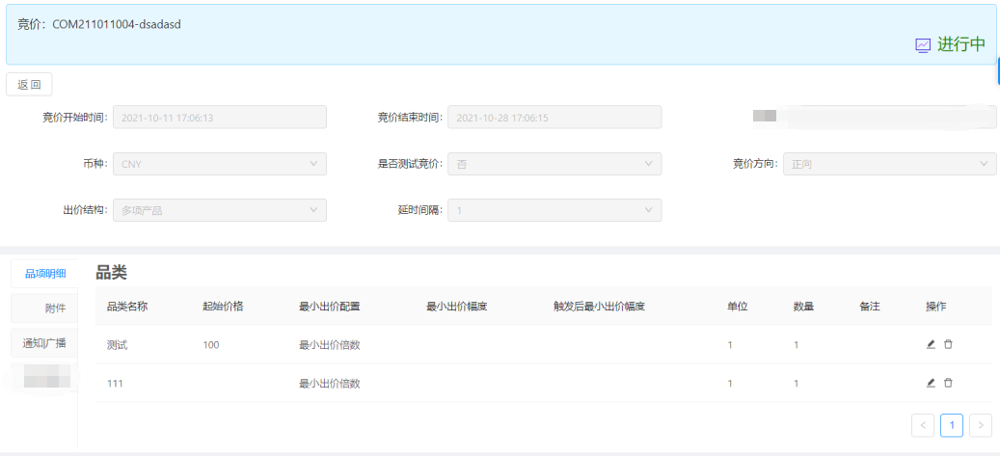 竞价：COM211011004-dsadasd
进行中
返 回
竞价开始时间： 2021-10-11 17:06:13 竞价结束时间： 2021-10-28 17:06:15
币种： CNY 是否测试竞价： 否 竞价方向： 正向
出价结构： 多项产品 延时间隔： 1
品项明细
附件
通知|广播
品类
品类名称 起始价格 最小出价配置 最小出价幅度 触发后最小出价幅度 单位 数量 备注 操作
测试 100 最小出价倍数 1 1
111 最小出价倍数 1 1
< 1 >